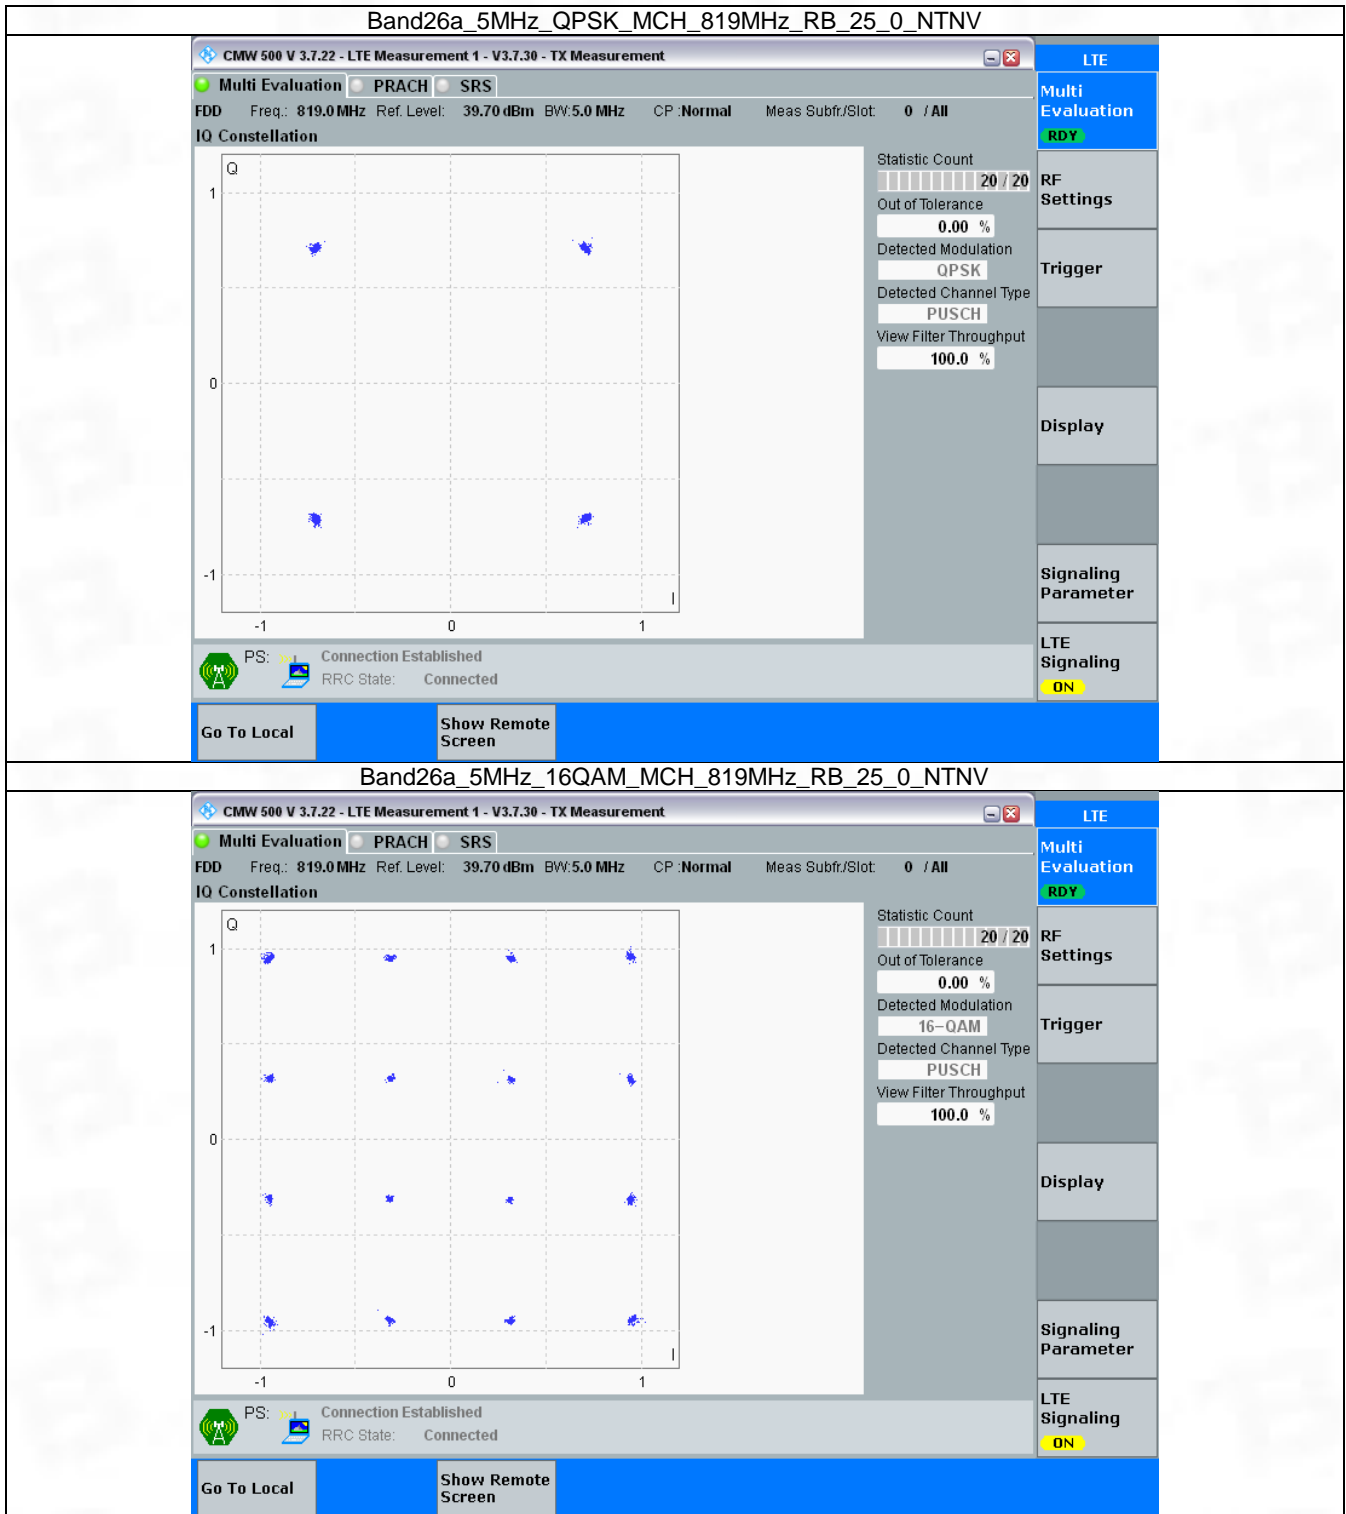 Band26a_5MHz_QPSK_MCH_819MHz_RB_25_0_NTNV
CMW 500 V 3.7.22 - LTE Measurement 1 - V3.7.30 - TX Measurement
LTE
Multi Evaluation PRACH SRS
FDD Freq.: 819.0 MHz Ref. Level: 39.70 dBm BW:5.0 MHz CP :Normal Meas Subfr./Slot: 0 / All
IQ Constellation
Q
1
0
-1
I
-1 0 1
Statistic Count
20 / 20
Out of Tolerance
0.00 %
Detected Modulation
QPSK
Detected Channel Type
PUSCH
View Filter Throughput
100.0 %
Multi
Evaluation
RDY
RF
Settings
Trigger
Display
Signaling
Parameter
LTE
Signaling
ON
PS: Connection Established
RRC State: Connected
Go To Local
Show Remote
Screen
Band26a_5MHz_16QAM_MCH_819MHz_RB_25_0_NTNV
CMW 500 V 3.7.22 - LTE Measurement 1 - V3.7.30 - TX Measurement
LTE
Multi Evaluation PRACH SRS
FDD Freq.: 819.0 MHz Ref. Level: 39.70 dBm BW:5.0 MHz CP :Normal Meas Subfr./Slot: 0 / All
IQ Constellation
Q
1
0
-1
I
-1 0 1
Statistic Count
20 / 20
Out of Tolerance
0.00 %
Detected Modulation
16-QAM
Detected Channel Type
PUSCH
View Filter Throughput
100.0 %
Multi
Evaluation
RDY
RF
Settings
Trigger
Display
Signaling
Parameter
LTE
Signaling
ON
PS: Connection Established
RRC State: Connected
Go To Local
Show Remote
Screen